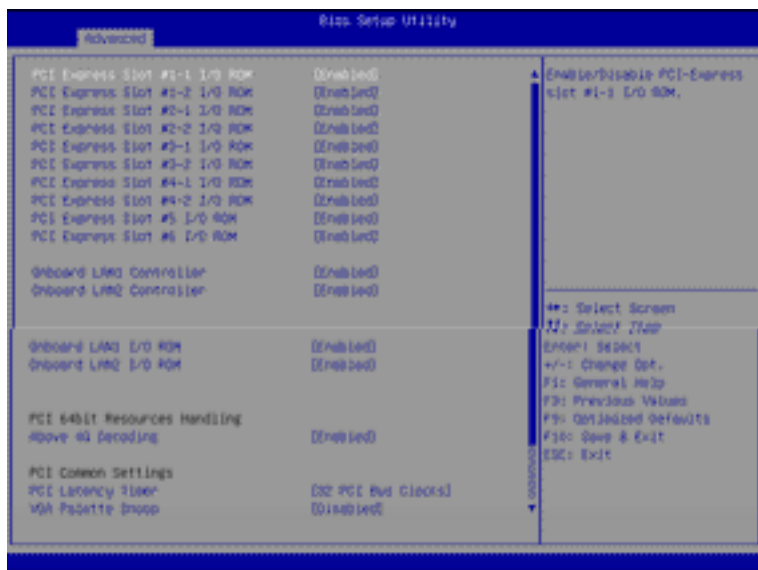 Bios Setup Utility
Advanced
PCI Express Slot #1-1 I/O ROM [Enabled]
PCI Express Slot #1-2 I/O ROM [Enabled]
PCI Express Slot #2-1 I/O ROM [Enabled]
PCI Express Slot #2-2 I/O ROM [Enabled]
PCI Express Slot #3-1 I/O ROM [Enabled]
PCI Express Slot #3-2 I/O ROM [Enabled]
PCI Express Slot #4-1 I/O ROM [Enabled]
PCI Express Slot #4-2 I/O ROM [Enabled]
PCI Express Slot #5 I/O ROM [Enabled]
PCI Express Slot #6 I/O ROM [Enabled]
Onboard LAN1 Controller [Enabled]
Onboard LAN2 Controller [Enabled]
Onboard LAN1 I/O ROM [Enabled]
Onboard LAN2 I/O ROM [Enabled]
PCI 64bit Resources Handling
Above 4G Decoding [Enabled]
PCI Common Settings
PCI Latency Timer [32 PCI Bus Clocks]
VGA Palette Snoop [Disabled]
Enable/Disable PCI-Express
slot #1-1 I/O ROM.
: Select Screen
: Select Item
Enter: Select
+/-: Change Opt.
F1: General Help
Previous Values
F9: Optimized Defaults
F10: Save & Exit
ESC: Exit